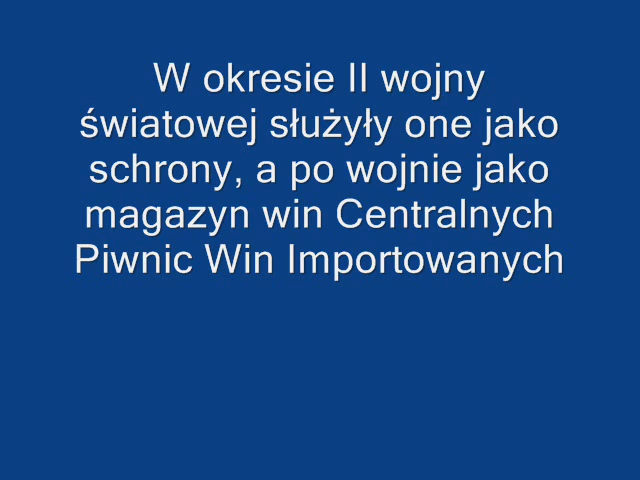 W okresie II wojny
światowej służyły one jako
schrony, a po wojnie jako
magazyn win Centralnych
Piwnic Win Importowanych